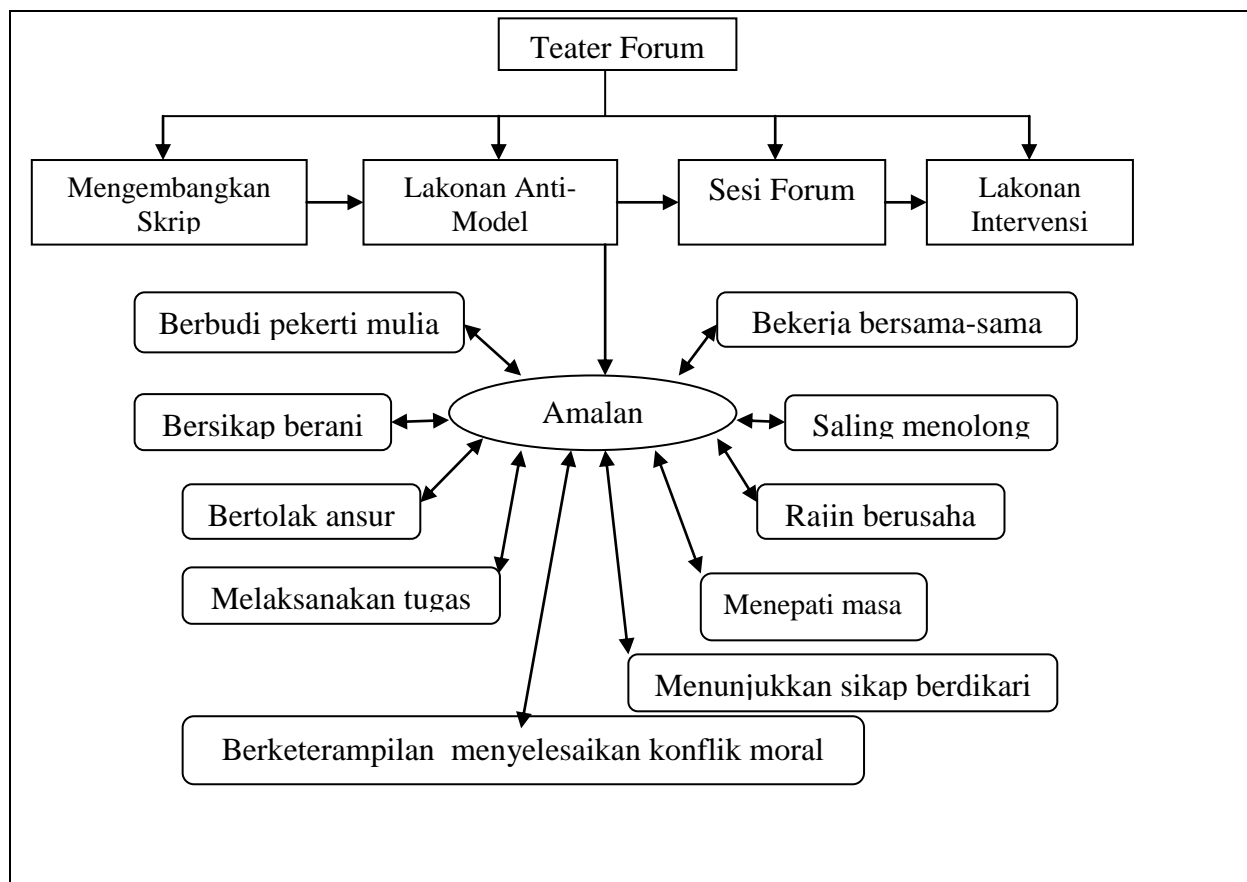 Teater Forum
Mengembangkan
Skrip
Lakonan Anti-
Model
Sesi Forum
Lakonan
Intervensi
Berbudi pekerti mulia
Bekerja bersama-sama
Amalan
Bersikap berani
Saling menolong
Bertolak ansur
Rajin berusaha
Melaksanakan tugas
Menepati masa
Menunjukkan sikap berdikari
Berketerampilan menyelesaikan konflik moral